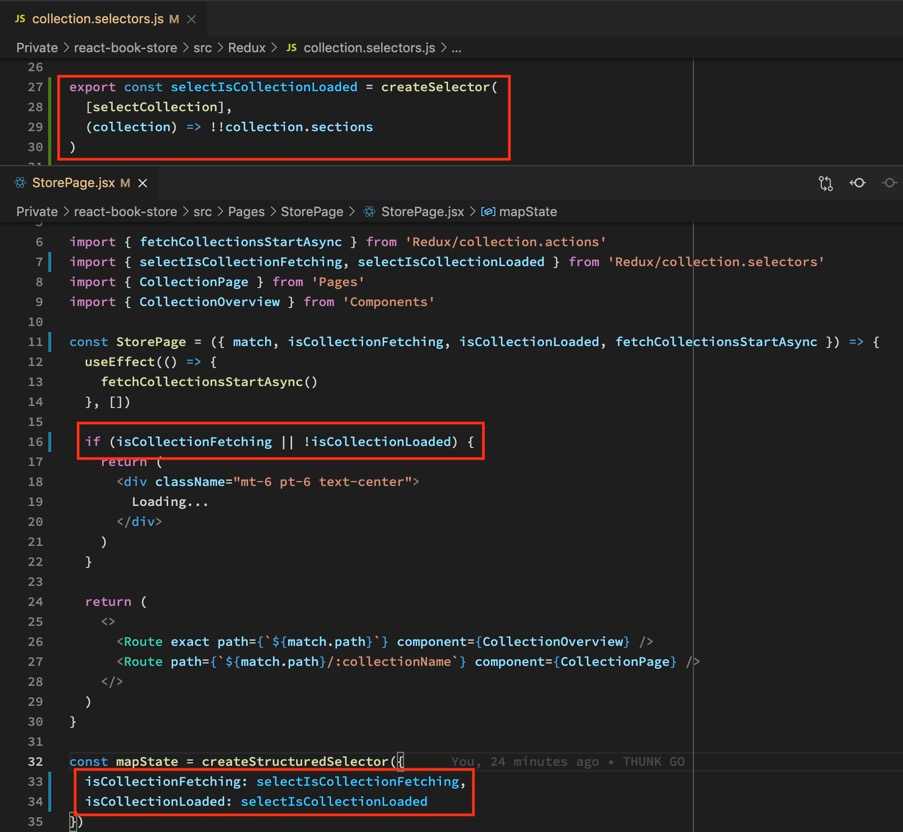 JS collection.selectors.js M ×
Private > react-book-store > src > Redux > JS collection.selectors.js > ...
26
27 export const selectIsCollectionLoaded = createSelector(
28   [selectCollection],
29   (collection) => !!collection.sections
30 )
31
StorePage.jsx M ×
Private > react-book-store > src > Pages > StorePage > StorePage.jsx > mapState
5
6 import { fetchCollectionsStartAsync } from 'Redux/collection.actions'
7 import { selectIsCollectionFetching, selectIsCollectionLoaded } from 'Redux/collection.selectors'
8 import { CollectionPage } from 'Pages'
9 import { CollectionOverview } from 'Components'
10
11 const StorePage = ({ match, isCollectionFetching, isCollectionLoaded, fetchCollectionsStartAsync }) => {
12   useEffect(() => {
13     fetchCollectionsStartAsync()
14   }, [])
15
16   if (isCollectionFetching || !isCollectionLoaded) {
17     return (
18       <div className="mt-6 pt-6 text-center">
19         Loading...
20       </div>
21     )
22   }
23
24   return (
25     <>
26       <Route exact path={`${match.path}`} component={CollectionOverview} />
27       <Route path={`${match.path}/:collectionName`} component={CollectionPage} />
28     </>
29   )
30 }
31
32 const mapState = createStructuredSelector({ You, 24 minutes ago • THUNK GO
33   isCollectionFetching: selectIsCollectionFetching,
34   isCollectionLoaded: selectIsCollectionLoaded
35 })